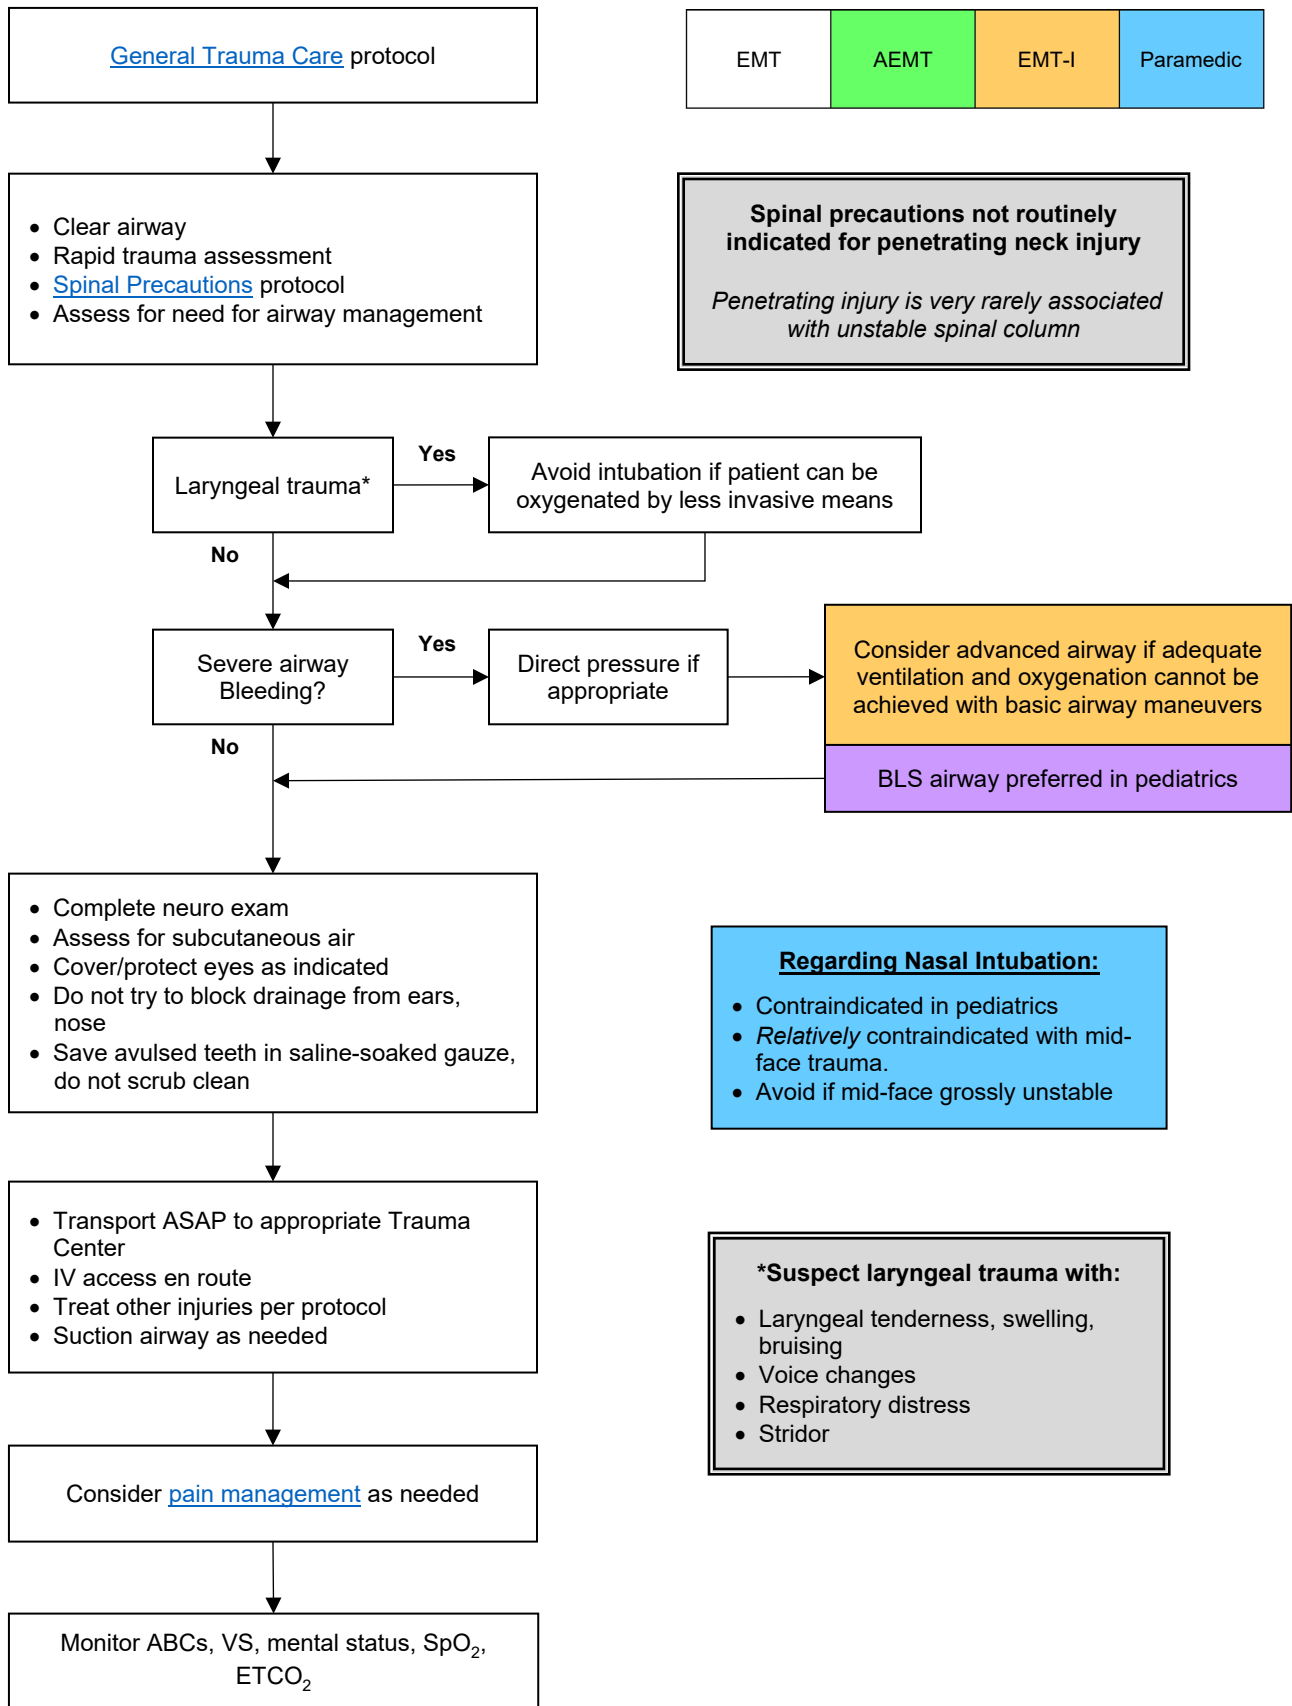 General Trauma Care protocol
EMT
AEMT
EMT-I
Paramedic
• Clear airway
• Rapid trauma assessment
• Spinal Precautions protocol
• Assess for need for airway management
Spinal precautions not routinely
indicated for penetrating neck injury
Penetrating injury is very rarely associated
with unstable spinal column
Laryngeal trauma*
Yes
Avoid intubation if patient can be
oxygenated by less invasive means
No
Severe airway
Bleeding?
Yes
Direct pressure if
appropriate
Consider advanced airway if adequate
ventilation and oxygenation cannot be
achieved with basic airway maneuvers
BLS airway preferred in pediatrics
No
• Complete neuro exam
• Assess for subcutaneous air
• Cover/protect eyes as indicated
• Do not try to block drainage from ears,
nose
• Save avulsed teeth in saline-soaked gauze,
do not scrub clean
Regarding Nasal Intubation:
• Contraindicated in pediatrics
• Relatively contraindicated with mid-
face trauma.
• Avoid if mid-face grossly unstable
• Transport ASAP to appropriate Trauma
Center
• IV access en route
• Treat other injuries per protocol
• Suction airway as needed
*Suspect laryngeal trauma with:
• Laryngeal tenderness, swelling,
bruising
• Voice changes
• Respiratory distress
• Stridor
Consider pain management as needed
Monitor ABCs, VS, mental status, SpO₂,
ETCO₂